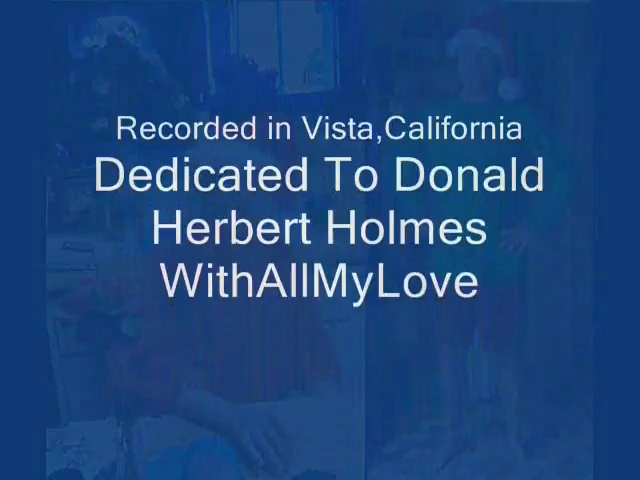 Recorded in Vista,California
Dedicated To Donald
Herbert Holmes
WithAllMyLove